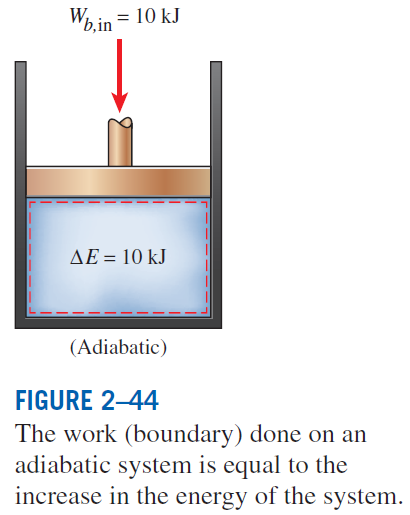 W_b,in = 10 kJ
ΔE = 10 kJ
(Adiabatic)
FIGURE 2–44
The work (boundary) done on an
adiabatic system is equal to the
increase in the energy of the system.